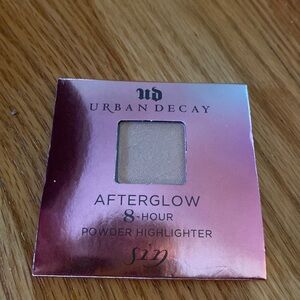 UD
URBAN DECAY
AFTERGLOW
8-HOUR
POWDER HIGHLIGHTER
sin